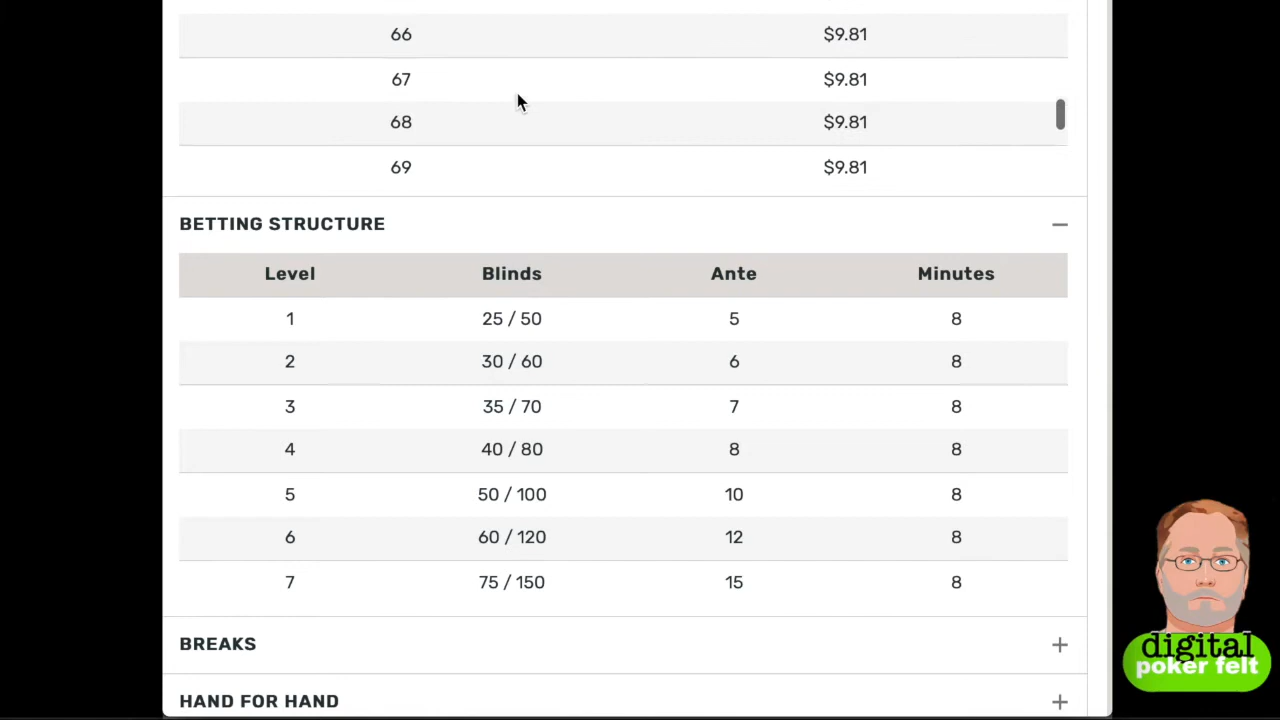 66 $9.81
67 $9.81
68 $9.81
69 $9.81
BETTING STRUCTURE
Level Blinds Ante Minutes
1 25 / 50 5 8
2 30 / 60 6 8
3 35 / 70 7 8
4 40 / 80 8 8
5 50 / 100 10 8
6 60 / 120 12 8
7 75 / 150 15 8
BREAKS
HAND FOR HAND
digital
poker felt